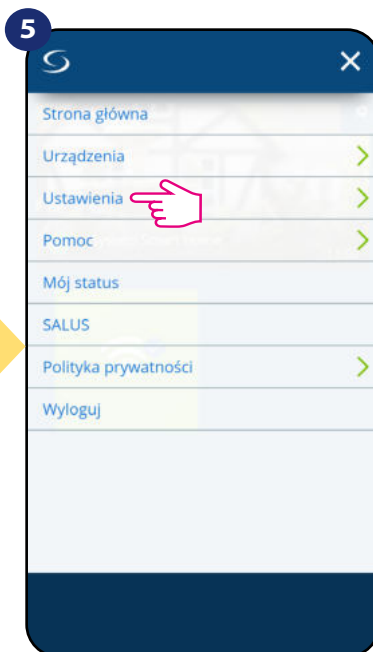 5
Strona główna
Urządzenia
Ustawienia
Pomoc
Mój status
SALUS
Polityka prywatności
Wyloguj